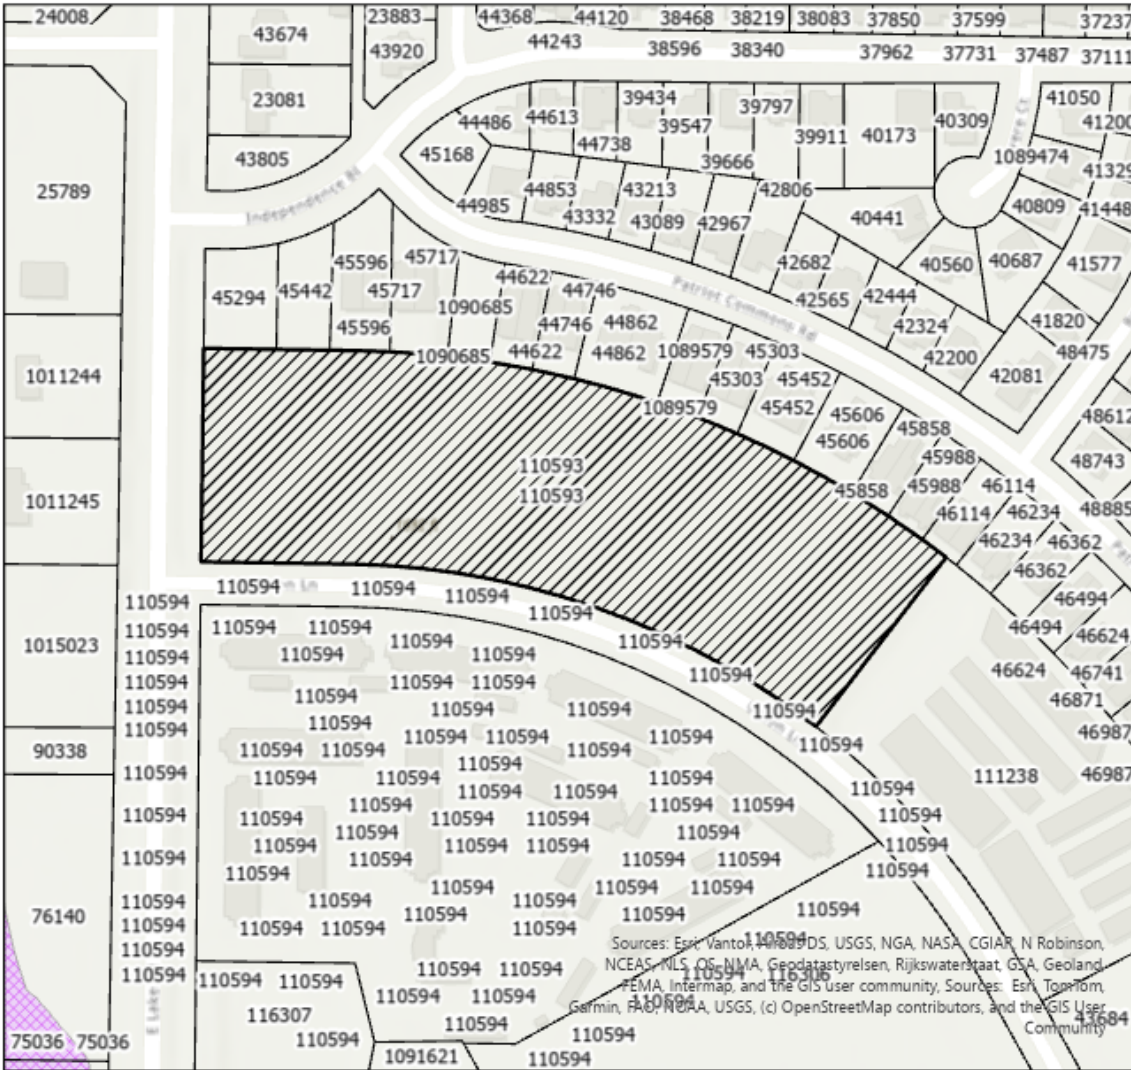 24008
43674
23883
43920
44368 44120 38468 38219 38083 37850 37599 37237
44243 38596 38340 37962 37731 37487 37111
23081
43805
25789
44486 44613 39434 39797 41050
39547 39911 40173 40309 41200
45168 44738 39666 1089474
41329
Independence Bl
44985 44853 43213 42806 40809 41448
43332 43089 42967 40441
45596 45717 42682 40560 40687 41577
45294 45442 45717 44622 44746
Patriot Commons Rd
45596 1090685 44746 44862 42565 42444 41820
42324
1090685 44622 44862 1089579 45303 42200 48475
1011244 45303 45452 42081
1089579 45452 45606 45858 48612
45606
110593 45988 48743
110593 45858 45988 46114
1011245 46114 46234 48885
46234 46362
46362
110594 110594 110594 46494
110594 110594 46494
110594 110594 110594 110594 110594 46624
1015023 110594 110594 110594 46624 46741
110594 110594 110594 110594 46871
110594 110594 110594 110594 110594
110594 110594 110594 110594 110594 110594 46987
90338 110594 110594 110594 110594
110594 110594 110594 110594 110594 111238 46987
110594 110594 110594
110594 110594 110594 110594 110594
110594 110594 110594 110594 110594 110594
110594 110594 110594 110594
110594 110594 110594 110594 110594
110594 110594 110594 110594
110594 110594 110594 110594
76140 110594 110594 110594 110594
110594 110594 110594 110594 110594
110594
110594 110594 110594 110594 110594 110594 116306
110594 110594 110594
116307 110594 43684
E Lake
75036 75036 110594 110594
1091621 110594
Sources: Esri, Vantor, Airbus DS, USGS, NGA, NASA, CGIAR, N Robinson,
NCEAS, NLS, OS, NMA, Geodatastyrelsen, Rijkswaterstaat, GSA, Geoland,
FEMA, Intermap, and the GIS user community, Sources: Esri, TomTom,
Garmin, FAO, NOAA, USGS, (c) OpenStreetMap contributors, and the GIS User
Community